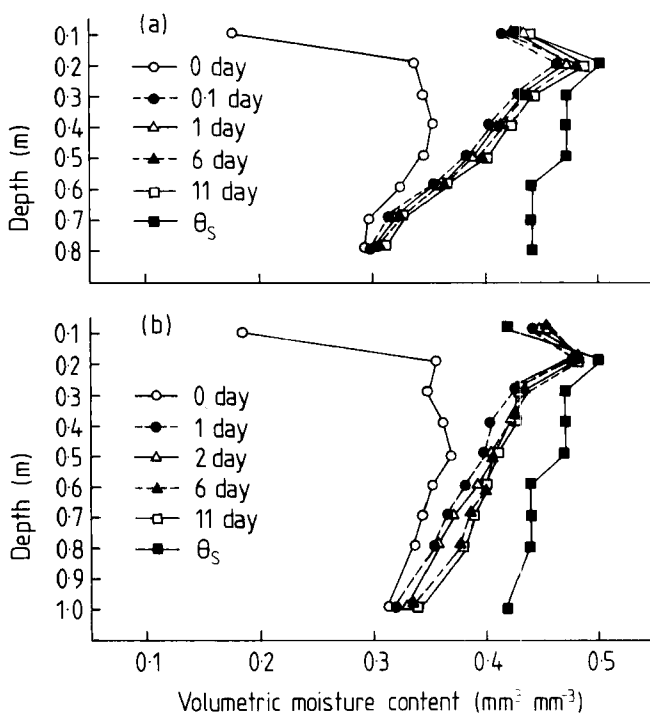 (a)
0·1
0·2
0·3
0·4
0·5
0·6
0·7
0·8
Depth (m)
0 day
0·1 day
1 day
6 day
11 day
θs
(b)
0·1
0·2
0·3
0·4
0·5
0·6
0·7
0·8
0·9
1·0
Depth (m)
0 day
1 day
2 day
6 day
11 day
θs
0·1 0·2 0·3 0·4 0·5
Volumetric moisture content (mm³ mm⁻³)